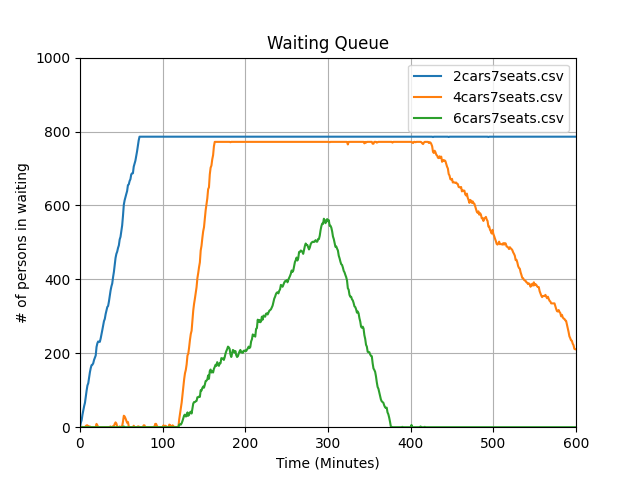 Waiting Queue
1000
800
600
400
200
0
# of persons in waiting
2cars7seats.csv
4cars7seats.csv
6cars7seats.csv
0 100 200 300 400 500 600
Time (Minutes)